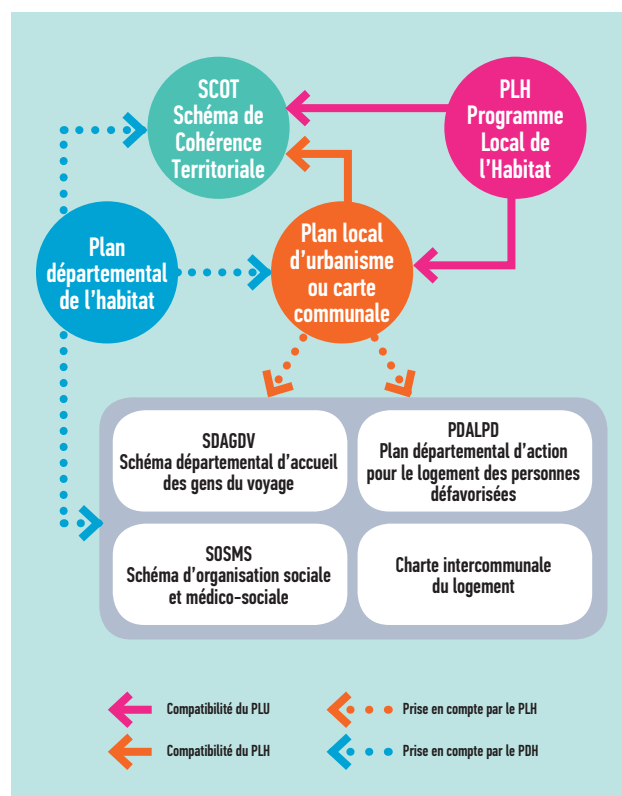 SCOT
Schéma de
Cohérence
Territoriale
PLH
Programme
Local de
l’Habitat
Plan
départemental
de l’habitat
Plan local
d’urbanisme
ou carte
communale
SDAGDV
Schéma départemental d’accueil
des gens du voyage
PDALPD
Plan départemental d’action
pour le logement des personnes
défavorisées
SOSMS
Schéma d’organisation sociale
et médico-sociale
Charte intercommunale
du logement
Compatibilité du PLU
Prise en compte par le PLH
Compatibilité du PLH
Prise en compte par le PDH